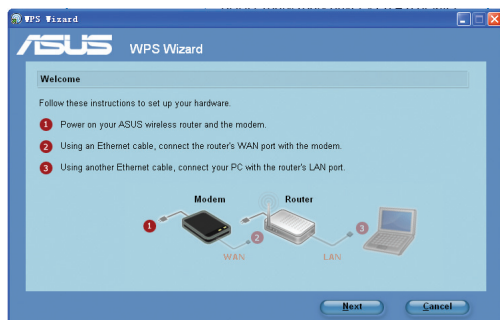 WPS Wizard
ASUS WPS Wizard
Welcome
Follow these instructions to set up your hardware.
1 Power on your ASUS wireless router and the modem.
2 Using an Ethernet cable, connect the router's WAN port with the modem.
3 Using another Ethernet cable, connect your PC with the router's LAN port.
Modem Router
1 2 3
WAN LAN
Next Cancel